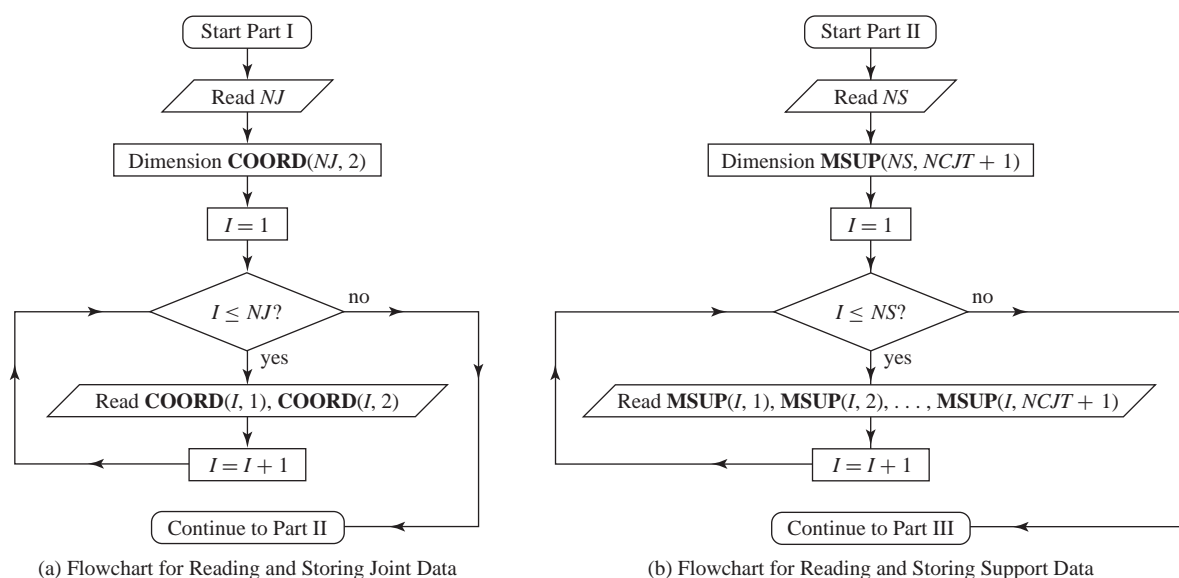 Start Part I
Read NJ
Dimension COORD(NJ, 2)
I = 1
I ≤ NJ?
no
yes
Read COORD(I, 1), COORD(I, 2)
I = I + 1
Continue to Part II
(a) Flowchart for Reading and Storing Joint Data
Start Part II
Read NS
Dimension MSUP(NS, NCJT + 1)
I = 1
I ≤ NS?
no
yes
Read MSUP(I, 1), MSUP(I, 2), . . . , MSUP(I, NCJT + 1)
I = I + 1
Continue to Part III
(b) Flowchart for Reading and Storing Support Data